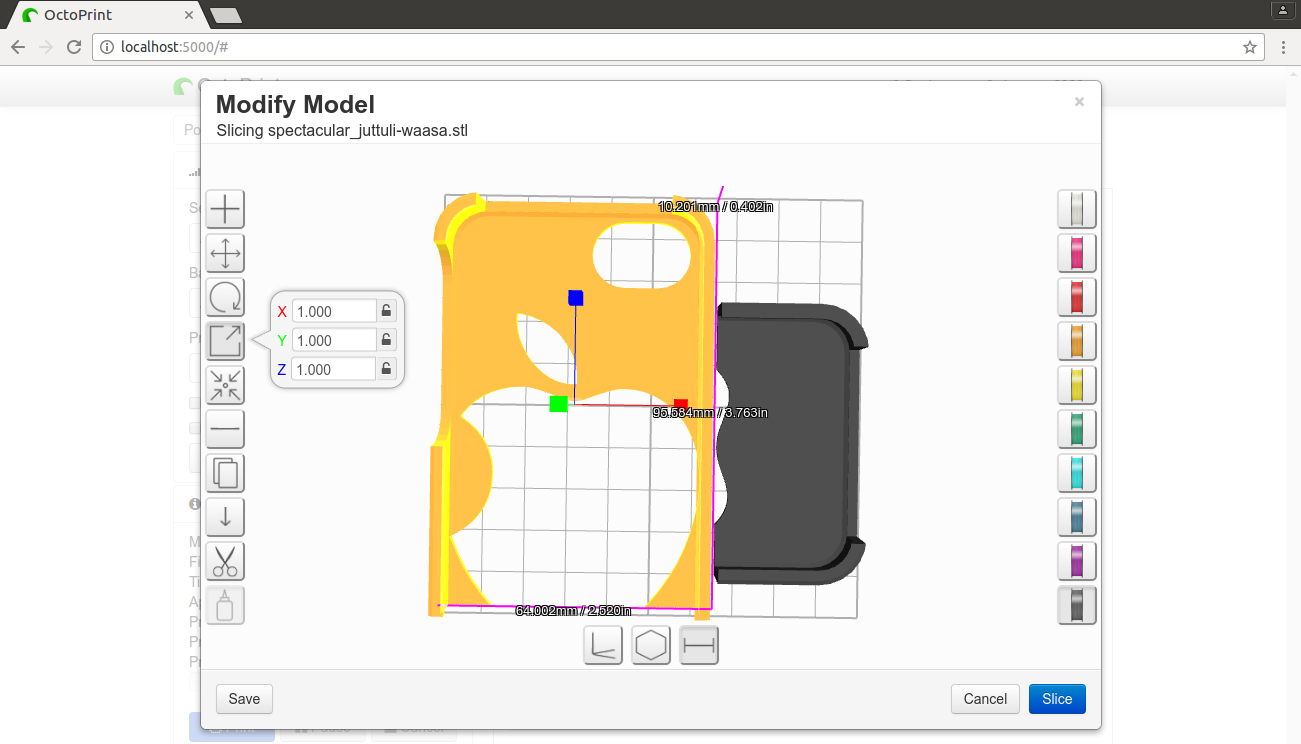 OctoPrint
localhost:5000/#
Modify Model
Slicing spectacular_juttuli-waasa.stl
10.201mm / 0.402in
X 1.000
Y 1.000
Z 1.000
95.584mm / 3.763in
64.002mm / 2.520in
Save
Cancel
Slice